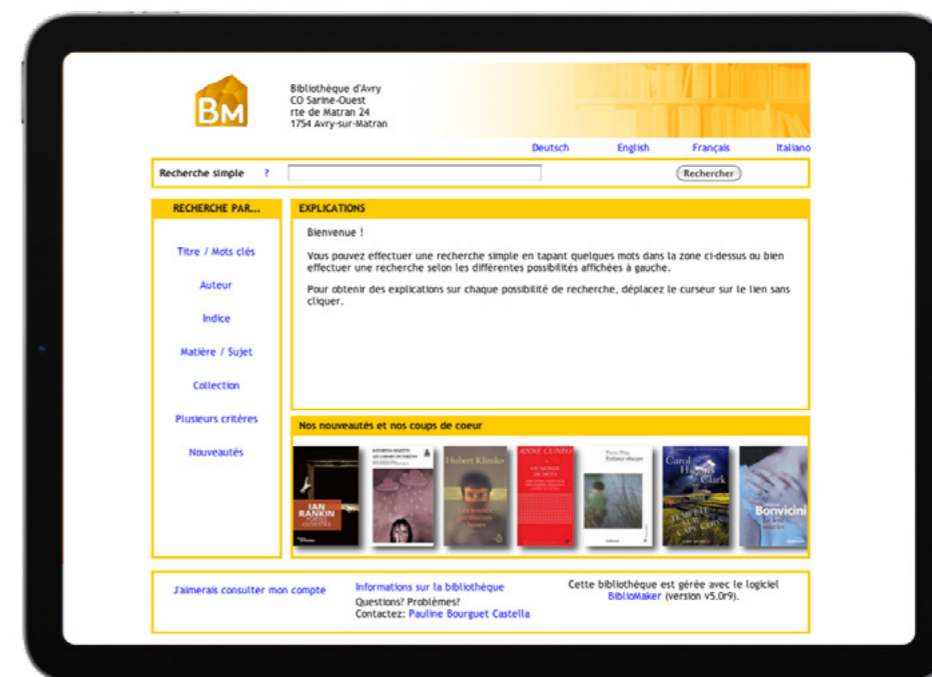 BM
Bibliothèque d'Avry
CO Sarine-Ouest
rte de Matran 24
1754 Avry-sur-Matran
Deutsch English Français Italiano
Recherche simple ? Rechercher
RECHERCHE PAR...
Titre / Mots clés
Auteur
Indice
Matière / Sujet
Collection
Plusieurs critères
Nouveautés
EXPLICATIONS
Bienvenue !
Vous pouvez effectuer une recherche simple en tapant quelques mots dans la zone ci-dessus ou bien
effectuer une recherche selon les différentes possibilités affichées à gauche.
Pour obtenir des explications sur chaque possibilité de recherche, déplacez le curseur sur le lien sans
cliquer.
Nos nouveautés et nos coups de coeur
IAN
RANKIN
Hubert Klimko
ANNE CUNEO
UN MONDE
DE MOTS
Carol
Higgins
Clark
Bonvicini
J'aimerais consulter mon compte
Informations sur la bibliothèque
Questions? Problèmes?
Contactez: Pauline Bourguet Castella
Cette bibliothèque est gérée avec le logiciel
BiblioMaker (version v5.0r9).